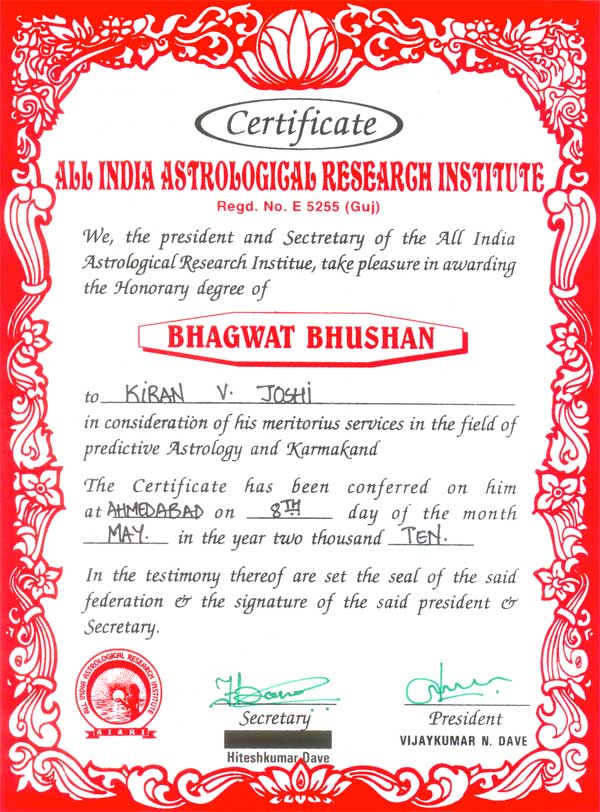 Certificate
ALL INDIA ASTROLOGICAL RESEARCH INSTITUTE
Regd. No. E 5255 (Guj)
We, the president and Sectretary of the All India
Astrological Research Institue, take pleasure in awarding
the Honorary degree of
BHAGWAT BHUSHAN
to KIRAN V. JOSHI
in consideration of his meritorius services in the field of
predictive Astrology and Karmakand
The Certificate has been conferred on him
at AHMEDABAD on 8TH day of the month
MAY. in the year two thousand TEN.
In the testimony thereof are set the seal of the said
federation & the signature of the said president &
Secretary.
ALL INDIA ASTROLOGICAL RESEARCH INSTITUTE
AIARI
Secretary
Hiteshkumar Dave
President
VIJAYKUMAR N. DAVE